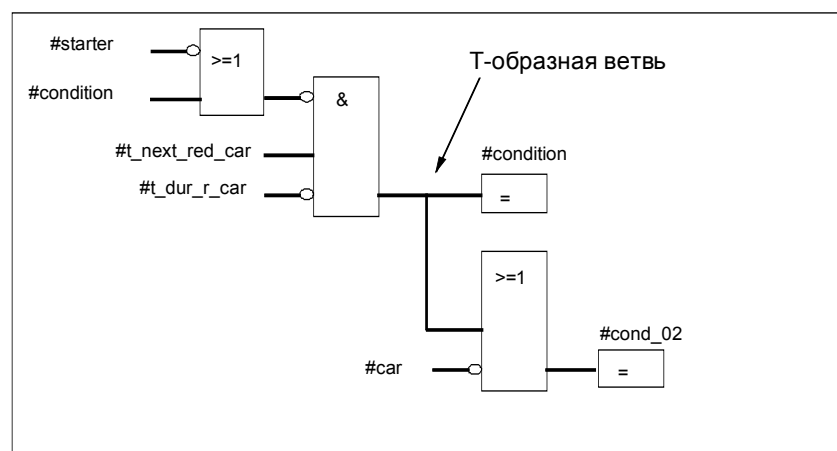 #starter
>=1
#condition
Т-образная ветвь
&
#t_next_red_car
#condition
#t_dur_r_car
=
>=1
#cond_02
#car
=